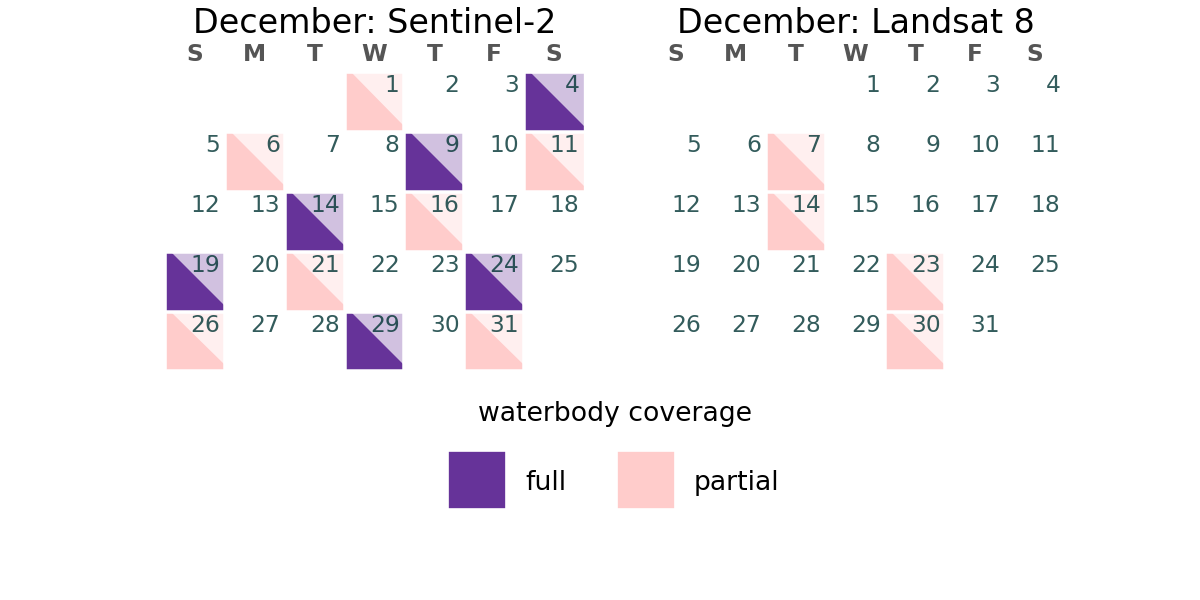 December: Sentinel-2
S M T W T F S
1 2 3 4
5 6 7 8 9 10 11
12 13 14 15 16 17 18
19 20 21 22 23 24 25
26 27 28 29 30 31
December: Landsat 8
S M T W T F S
1 2 3 4
5 6 7 8 9 10 11
12 13 14 15 16 17 18
19 20 21 22 23 24 25
26 27 28 29 30 31
waterbody coverage
full
partial